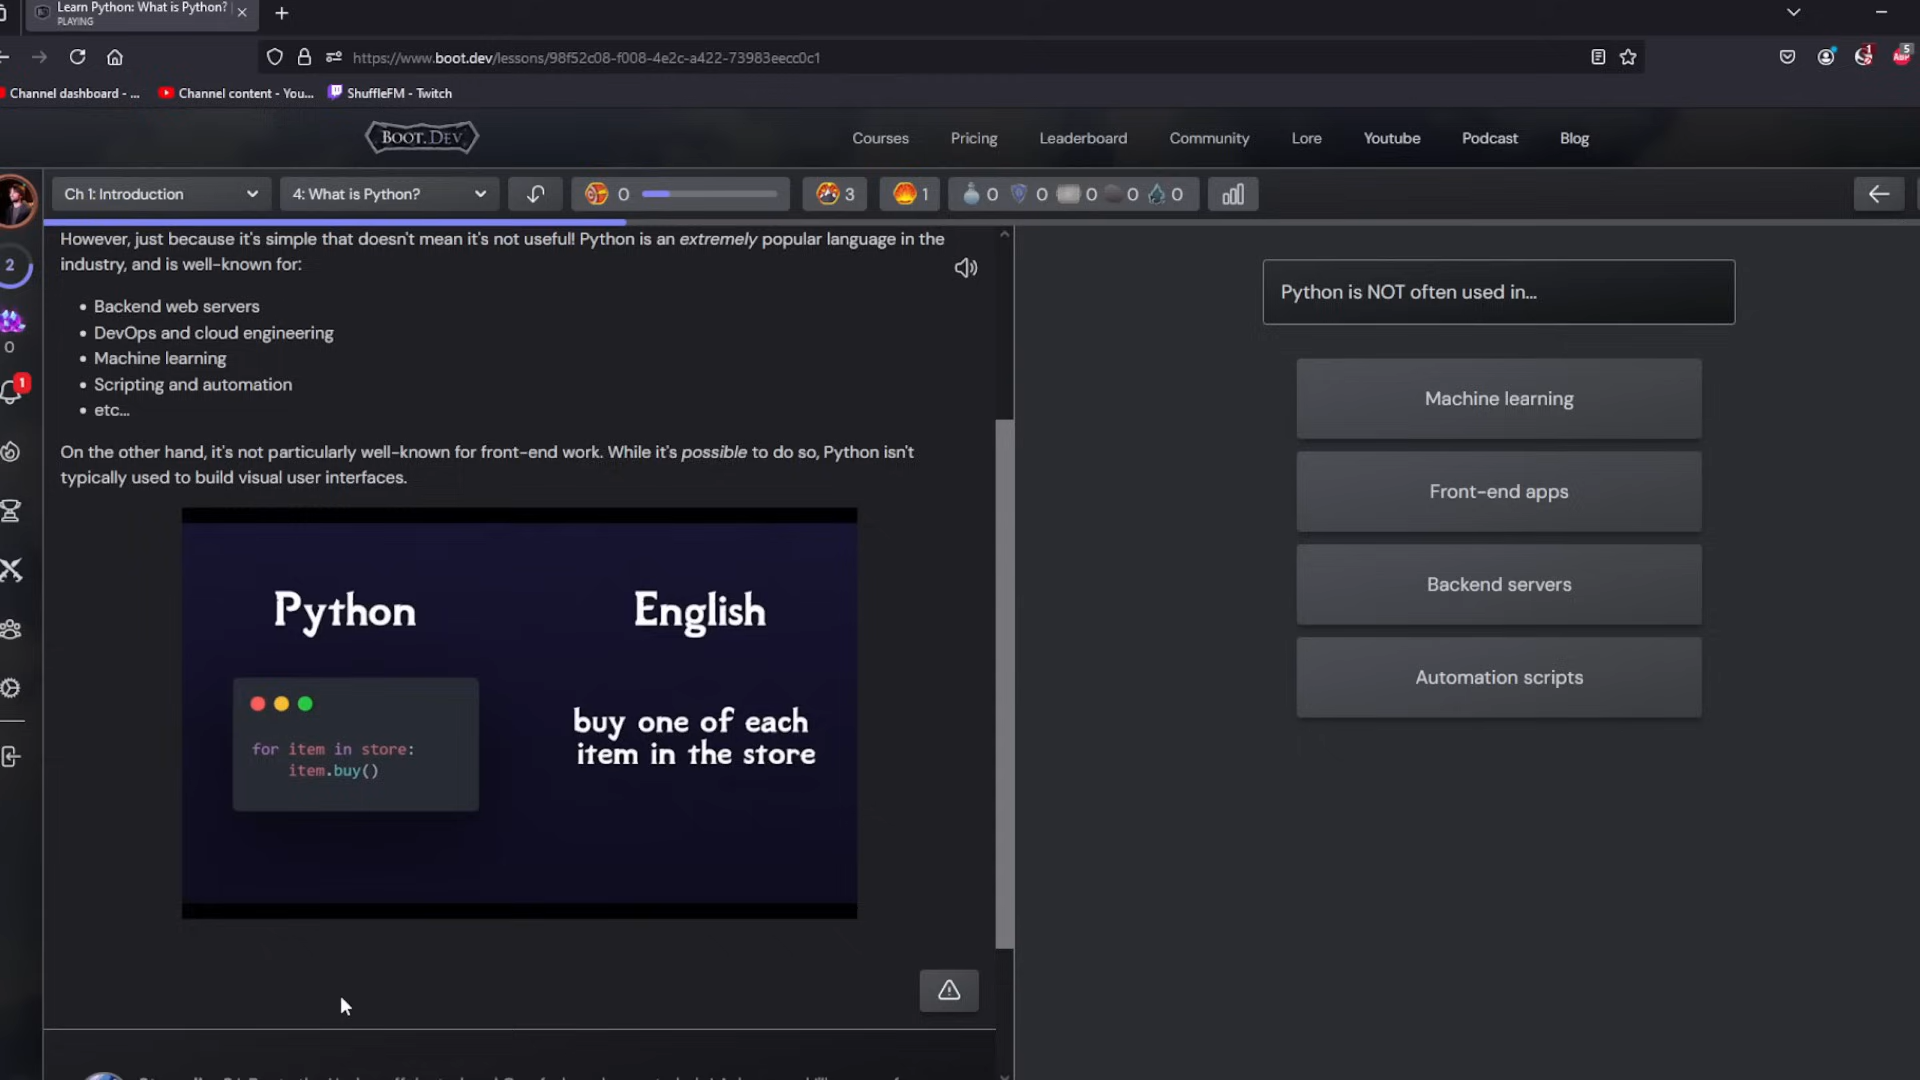 Learn Python: What is Python? |
PLAYING
https://www.boot.dev/lessons/98f52c08-f008-4e2c-a422-73983eecc0c1
1
5
ABP
Channel dashboard - ...
Channel content - You...
ShuffleFM - Twitch
BOOT.DEV
Courses
Pricing
Leaderboard
Community
Lore
Youtube
Podcast
Blog
Ch 1: Introduction
4: What is Python?
0
3
1
0
0
0
0
0
2
0
1
However, just because it's simple that doesn't mean it's not useful! Python is an extremely popular language in the
industry, and is well-known for:
• Backend web servers
• DevOps and cloud engineering
• Machine learning
• Scripting and automation
• etc...
On the other hand, it's not particularly well-known for front-end work. While it's possible to do so, Python isn't
typically used to build visual user interfaces.
Python
English
for item in store:
item.buy()
buy one of each
item in the store
Python is NOT often used in...
Machine learning
Front-end apps
Backend servers
Automation scripts